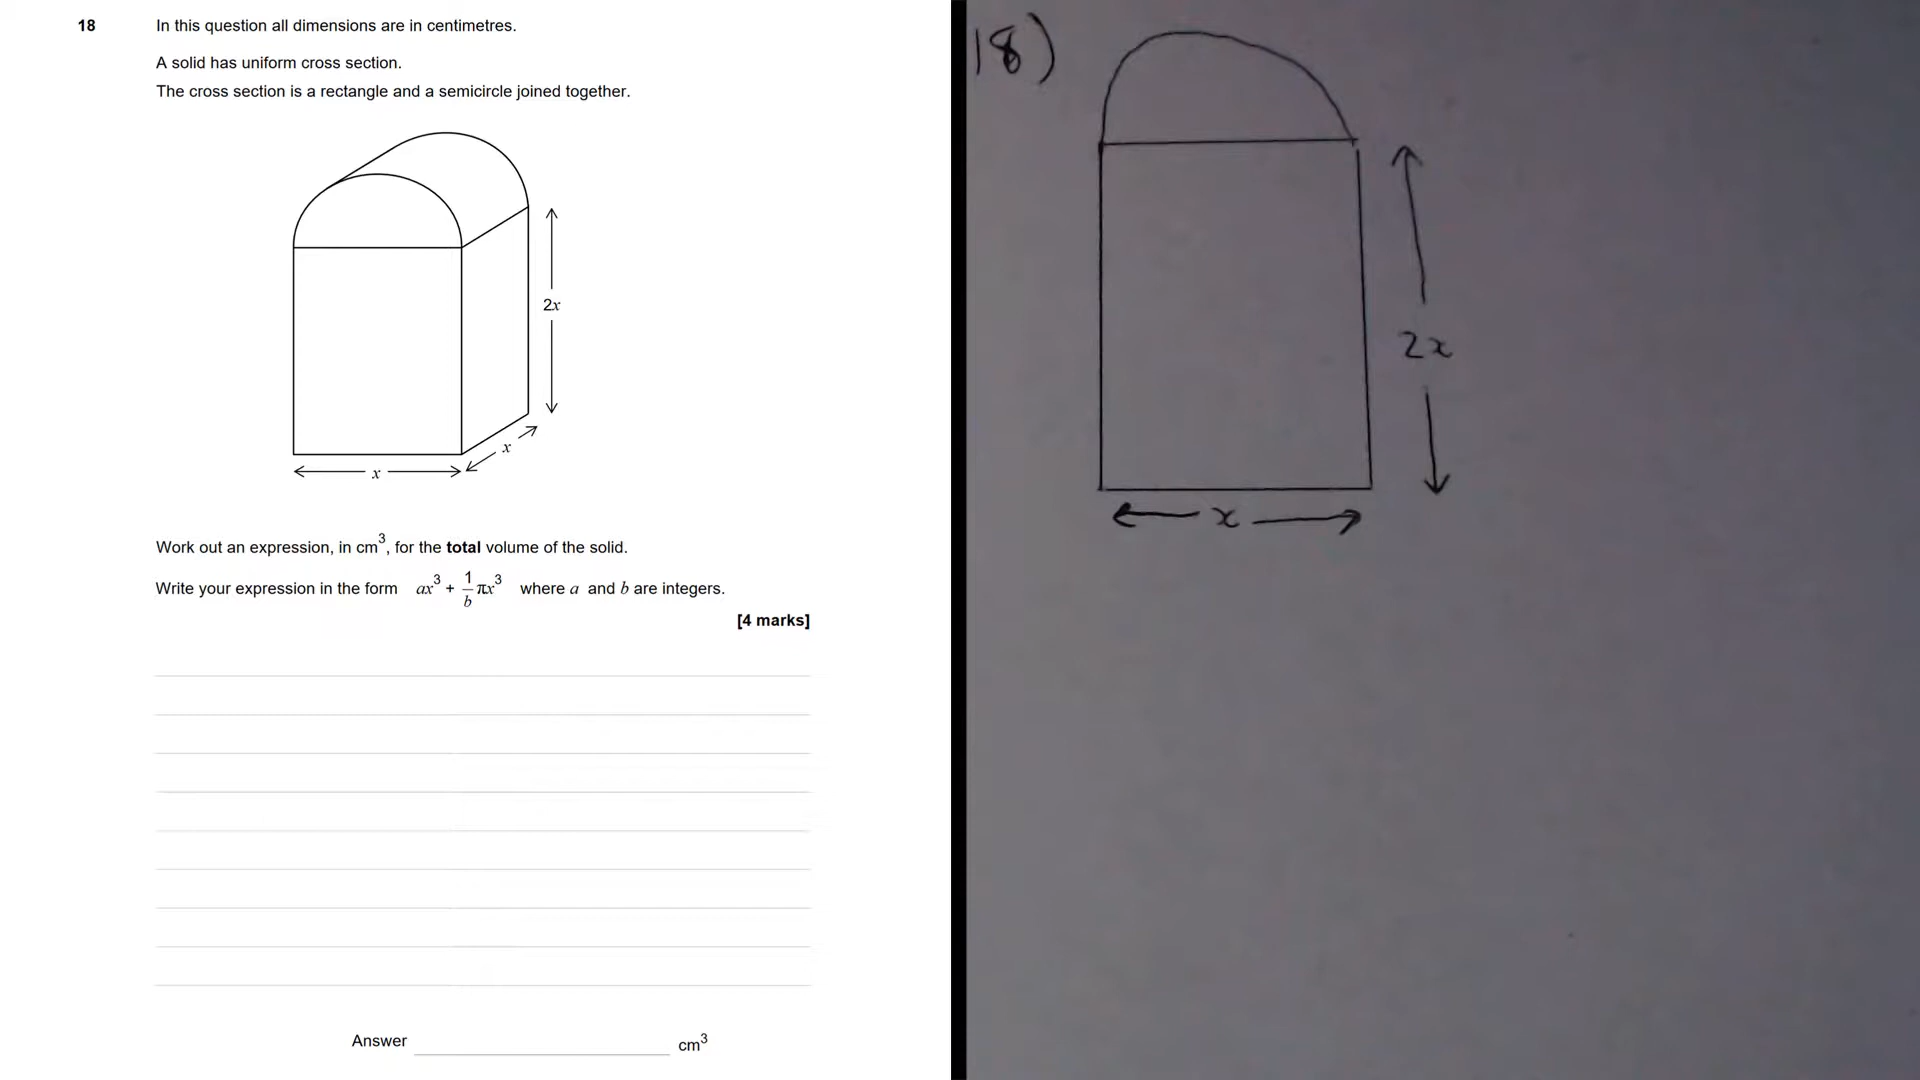 18 In this question all dimensions are in centimetres.
A solid has uniform cross section.
The cross section is a rectangle and a semicircle joined together.
2x
x
x
Work out an expression, in cm³, for the total volume of the solid.
Write your expression in the form ax³ + 1/b πx³ where a and b are integers.
[4 marks]
Answer cm³
18)
2x
x